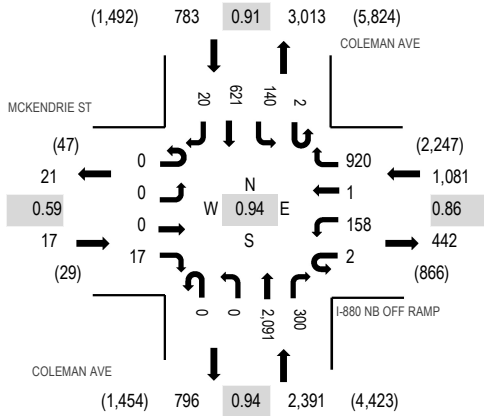 (1,492) 783 0.91 3,013 (5,824)
COLEMAN AVE
20 621 140 2
MCKENDRIE ST
(47) 0 920 (2,247)
21 0 N 1 1,081
0.59 0 W 0.94 E 158 0.86
17 17 S 2 442
(29) (866)
0 0 2,091 300
I-880 NB OFF RAMP
COLEMAN AVE
(1,454) 796 0.94 2,391 (4,423)